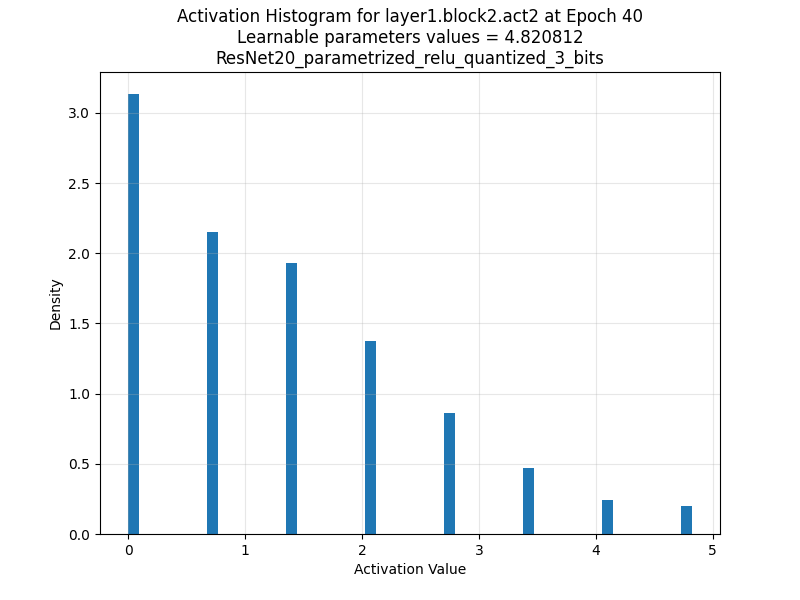 Activation Histogram for layer1.block2.act2 at Epoch 40
Learnable parameters values = 4.820812
ResNet20_parametrized_relu_quantized_3_bits
3.0
2.5
2.0
1.5
1.0
0.5
0.0
Density
0 1 2 3 4 5
Activation Value